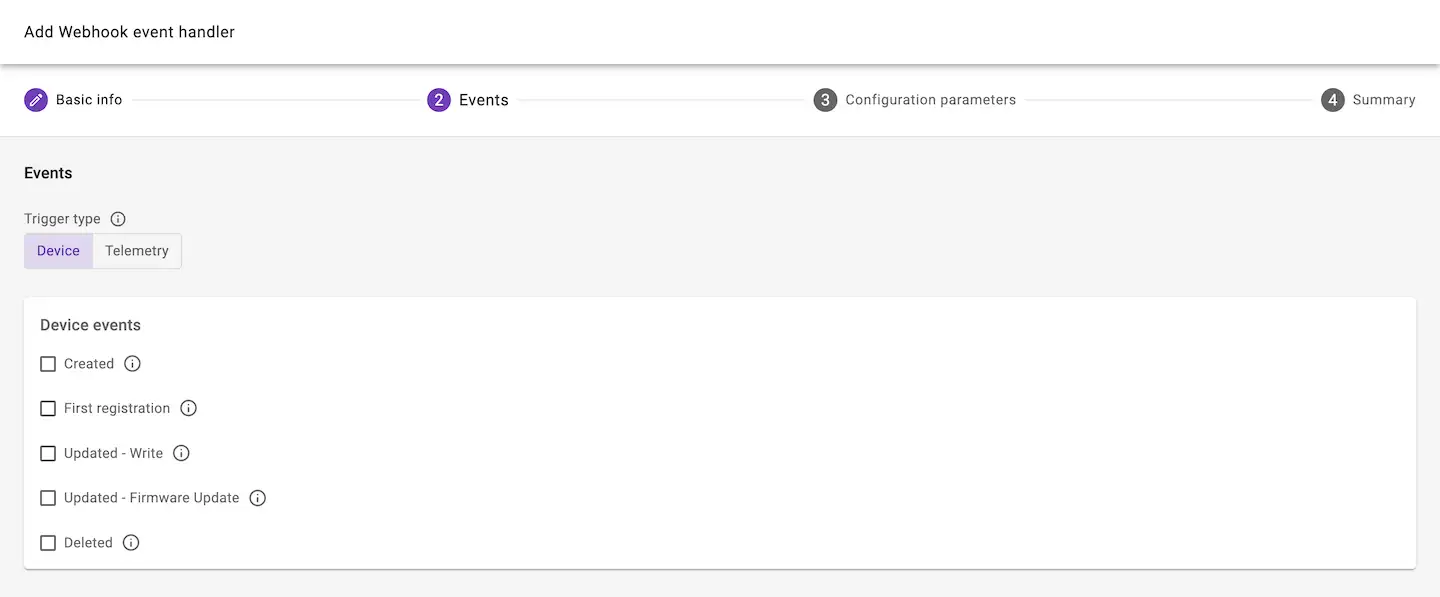 Add Webhook event handler
Basic info 2 Events 3 Configuration parameters 4 Summary
Events
Trigger type
Device Telemetry
Device events
Created
First registration
Updated - Write
Updated - Firmware Update
Deleted